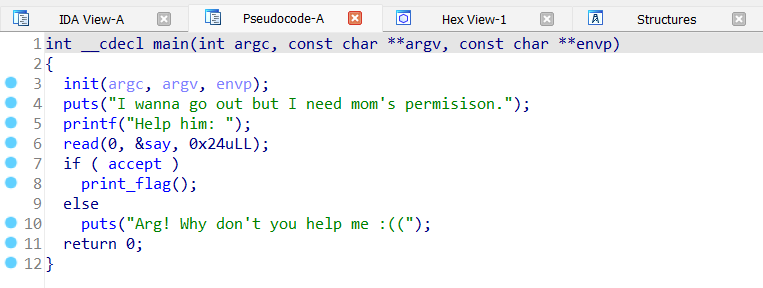 IDA View-A Pseudocode-A Hex View-1 Structures
1 int __cdecl main(int argc, const char **argv, const char **envp)
2 {
3 init(argc, argv, envp);
4 puts("I wanna go out but I need mom's permisison.");
5 printf("Help him: ");
6 read(0, &say, 0x24uLL);
7 if ( accept )
8 print_flag();
9 else
10 puts("Arg! Why don't you help me :((");
11 return 0;
12 }